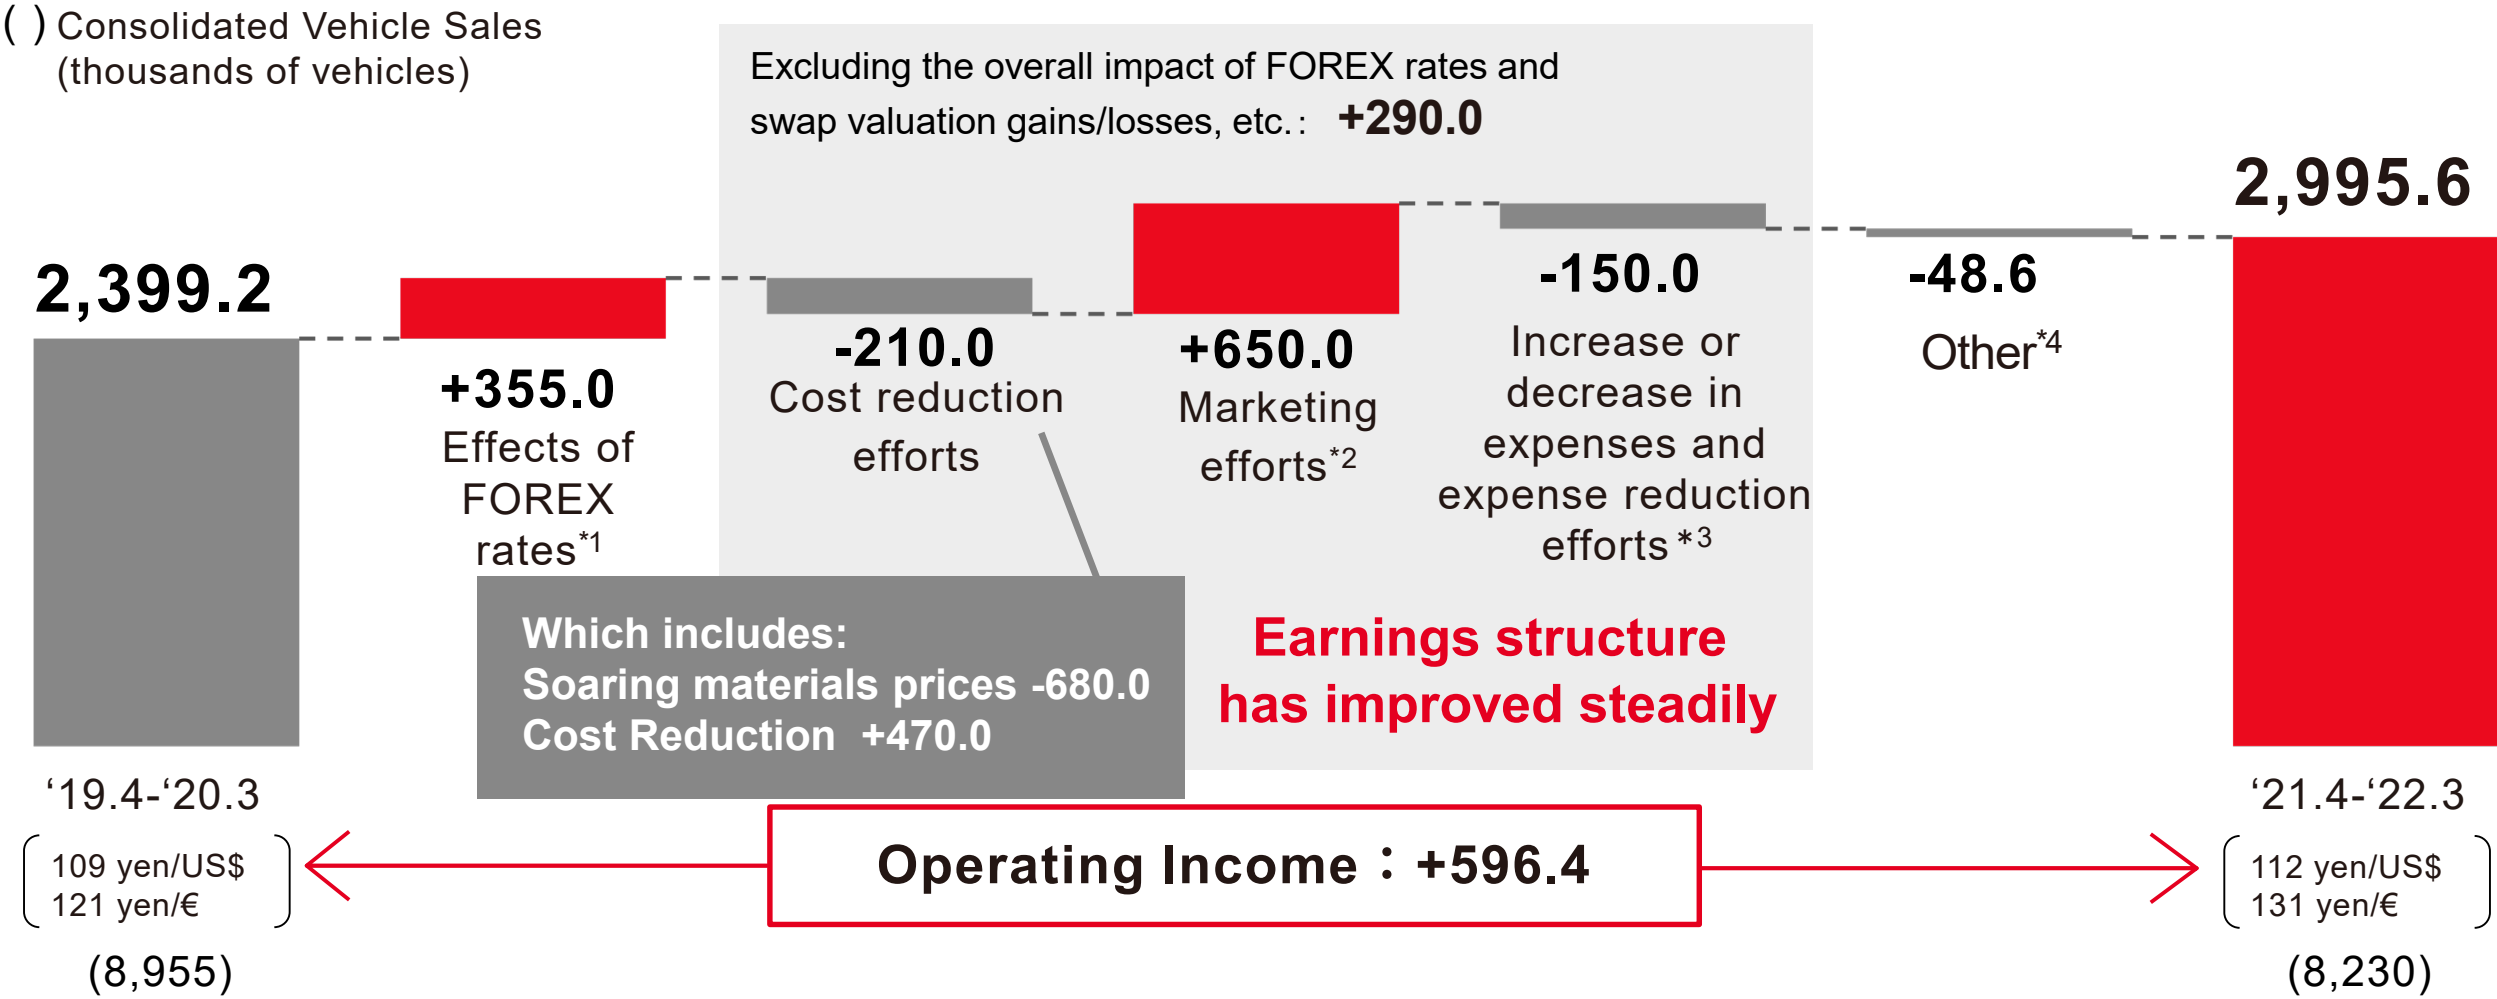 ( ) Consolidated Vehicle Sales
(thousands of vehicles)
Excluding the overall impact of FOREX rates and
swap valuation gains/losses, etc. : +290.0
2,399.2
+355.0
Effects of
FOREX
rates*1
-210.0
Cost reduction
efforts
+650.0
Marketing
efforts*2
-150.0
Increase or
decrease in
expenses and
expense reduction
efforts*3
-48.6
Other*4
2,995.6
Which includes:
Soaring materials prices -680.0
Cost Reduction +470.0
Earnings structure
has improved steadily
‘19.4-‘20.3
109 yen/US$
121 yen/€
(8,955)
Operating Income : +596.4
‘21.4-‘22.3
112 yen/US$
131 yen/€
(8,230)